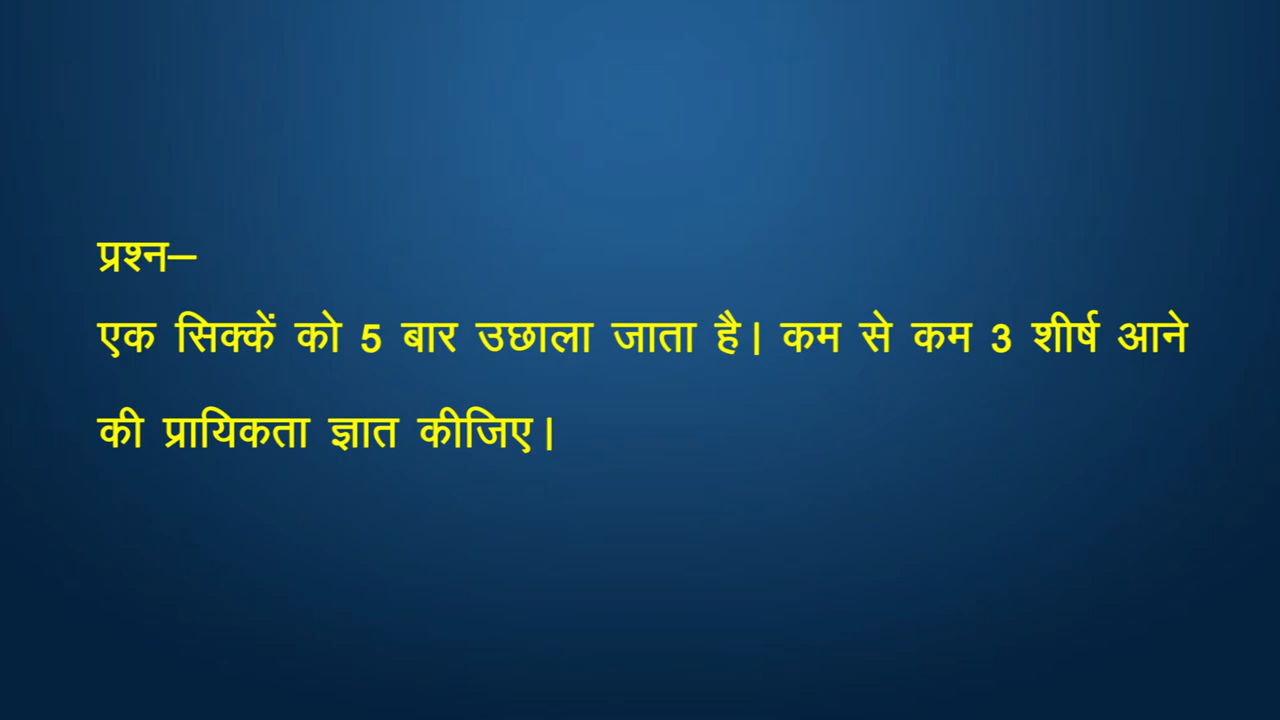 प्रश्न–
एक सिक्कें को 5 बार उछाला जाता है। कम से कम 3 शीर्ष आने
की प्रायिकता ज्ञात कीजिए।